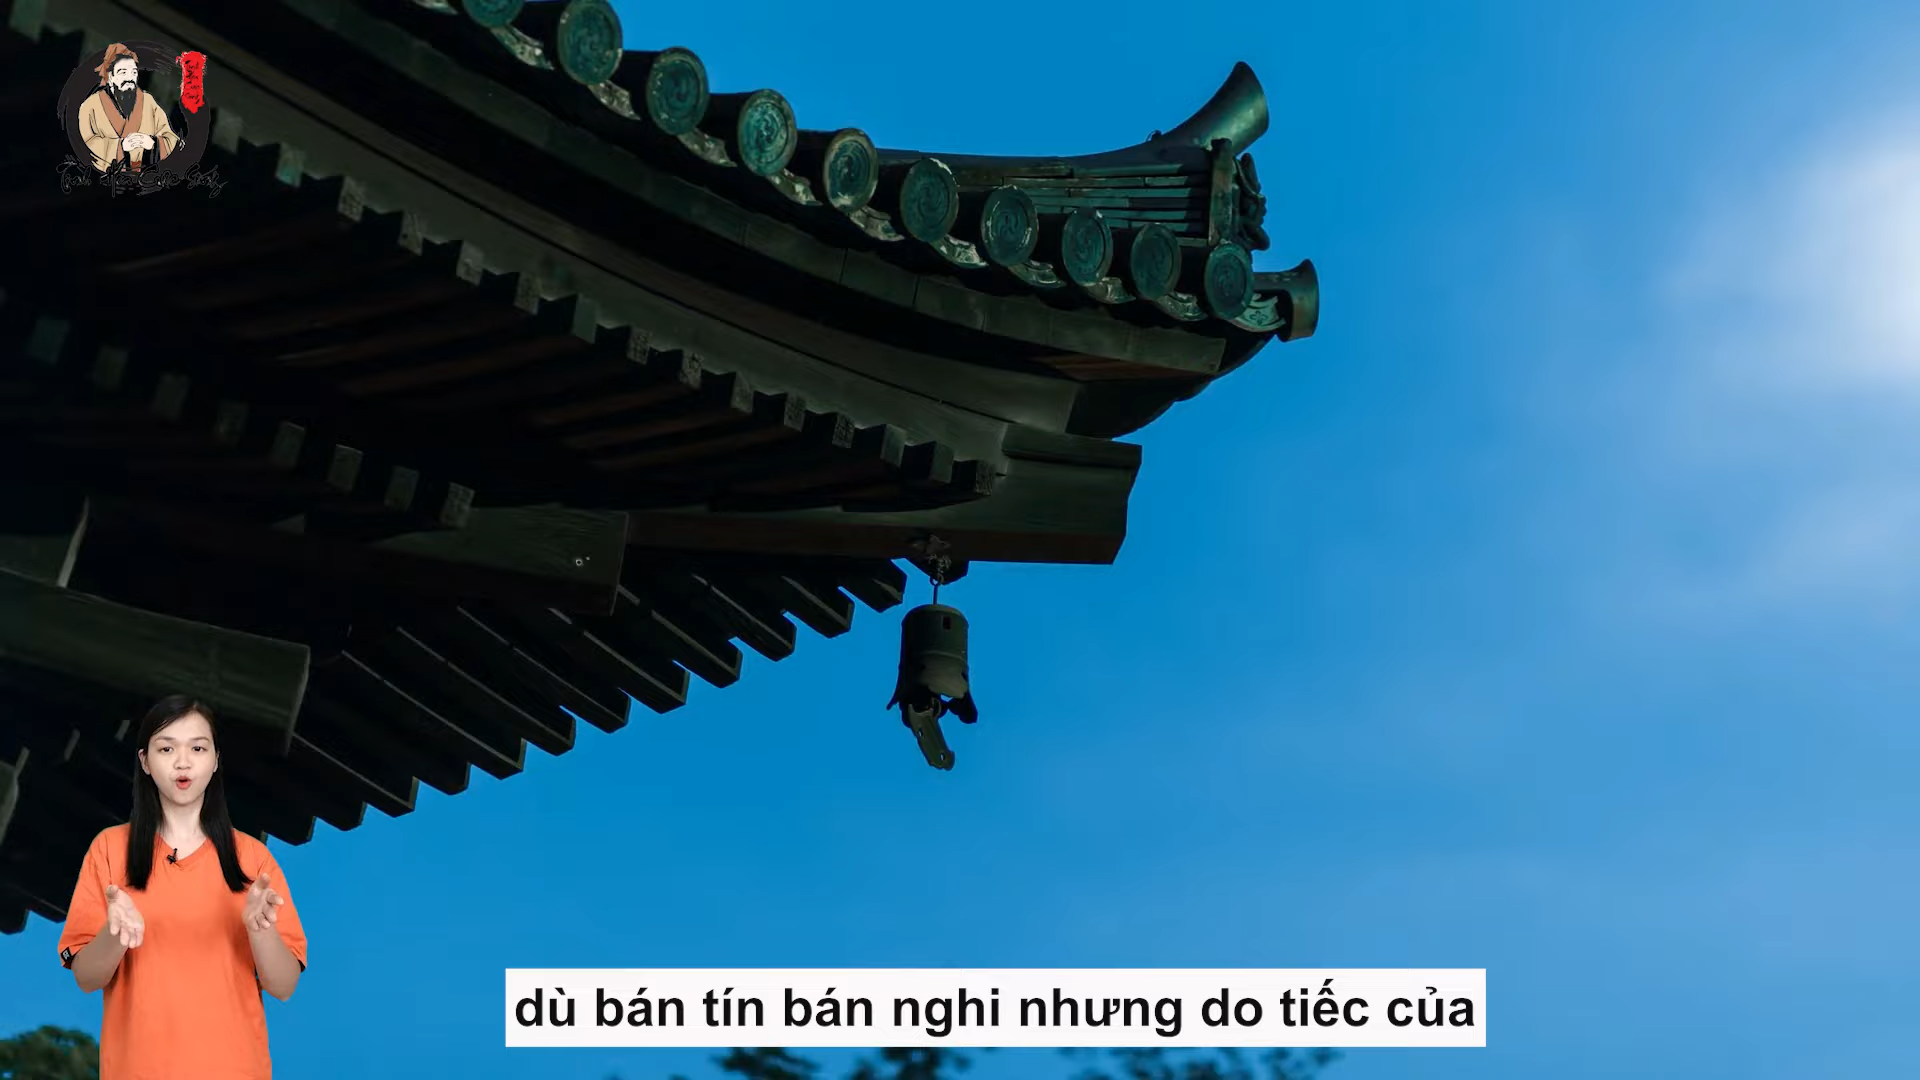 dù bán tín bán nghi nhưng do tiếc của